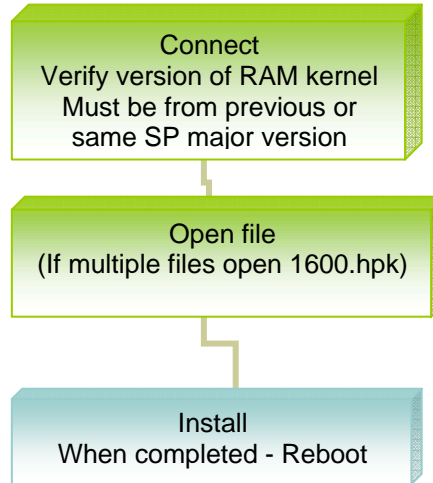 Connect
Verify version of RAM kernel
Must be from previous or
same SP major version
Open file
(If multiple files open 1600.hpk)
Install
When completed - Reboot